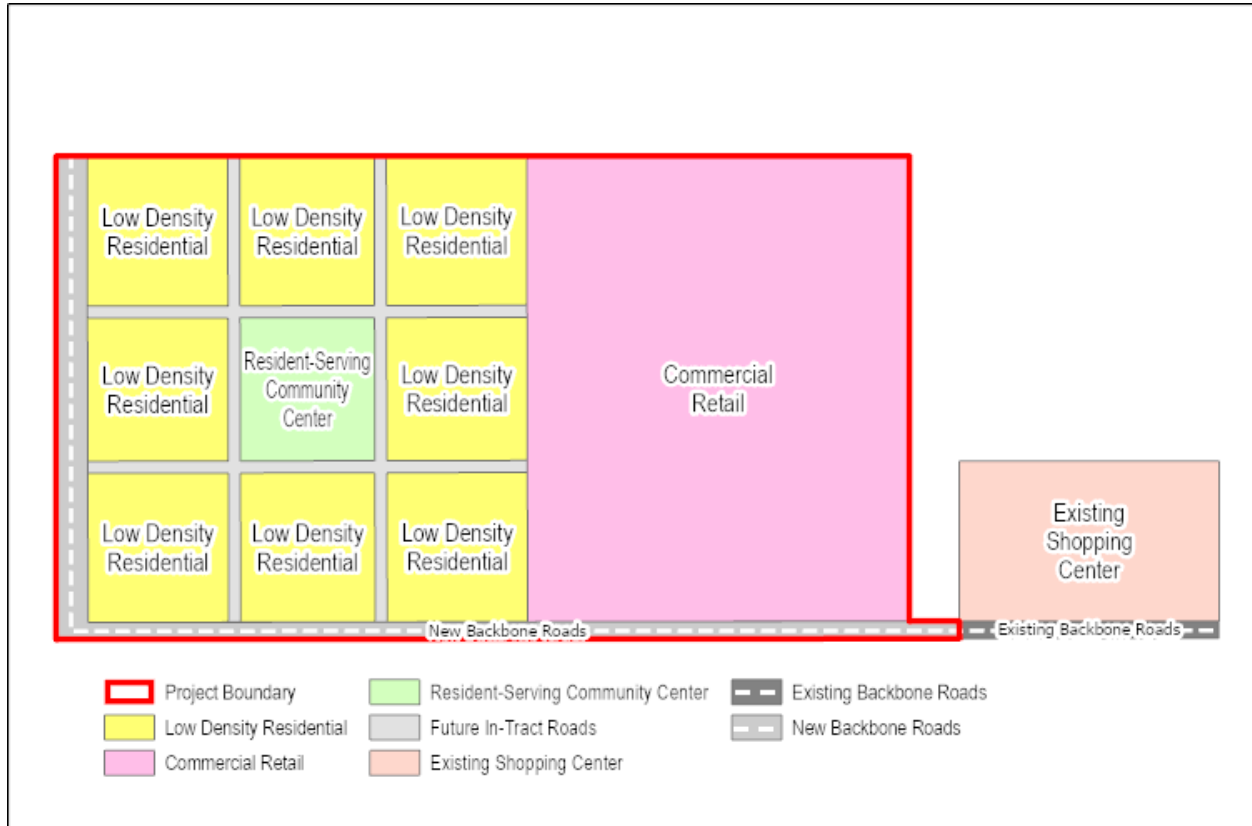 Low Density
Residential
Low Density
Residential
Low Density
Residential
Low Density
Residential
Resident-Serving
Community
Center
Low Density
Residential
Commercial
Retail
Low Density
Residential
Low Density
Residential
Low Density
Residential
Existing
Shopping
Center
New Backbone Roads
Existing Backbone Roads
Project Boundary
Low Density Residential
Commercial Retail
Resident-Serving Community Center
Future In-Tract Roads
Existing Shopping Center
Existing Backbone Roads
New Backbone Roads